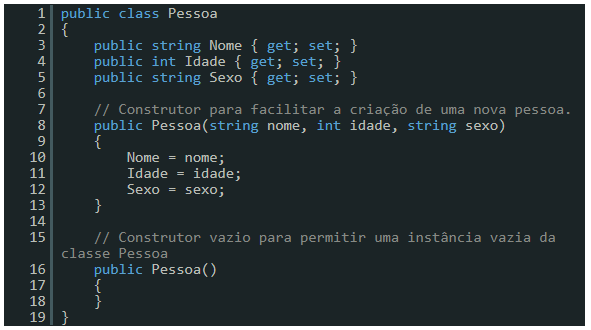 1 public class Pessoa
2 {
3     public string Nome { get; set; }
4     public int Idade { get; set; }
5     public string Sexo { get; set; }
6
7     // Construtor para facilitar a criação de uma nova pessoa.
8     public Pessoa(string nome, int idade, string sexo)
9     {
10         Nome = nome;
11         Idade = idade;
12         Sexo = sexo;
13     }
14
15     // Construtor vazio para permitir uma instância vazia da
classe Pessoa
16     public Pessoa()
17     {
18     }
19 }